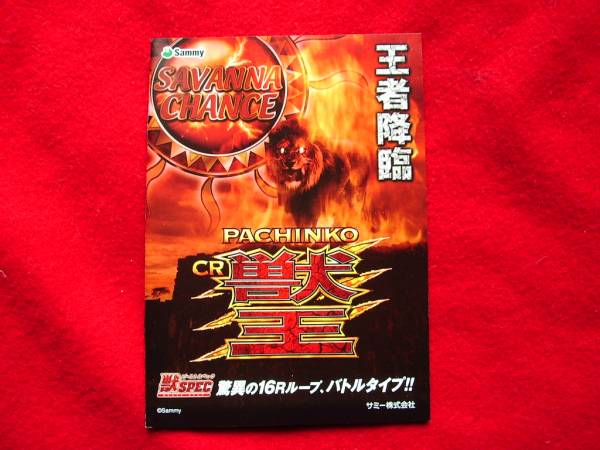 Sammy
SAVANNA
CHANCE
王者降臨
PACHINKO
CR
獣王
獣SPEC
驚異の16Rループ、バトルタイプ!!
©Sammy
サミー株式会社